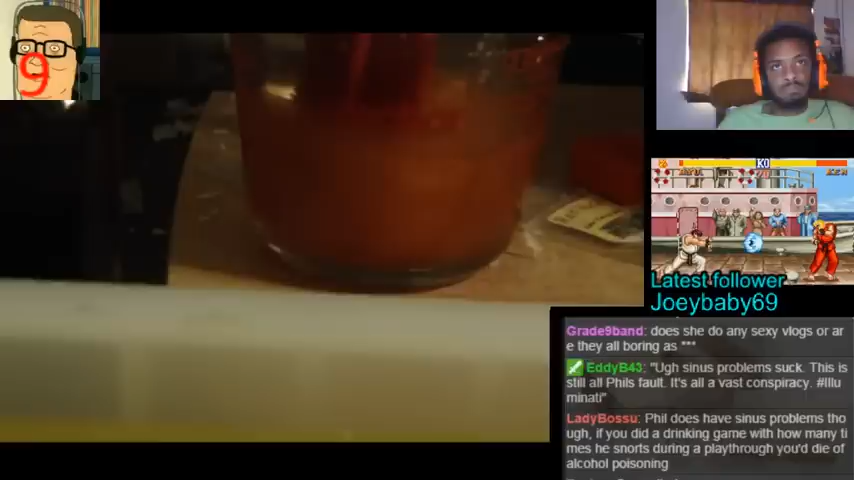 9
KO
KEN
Latest follower
Joeybaby69
Grade9band: does she do any sexy vlogs or ar
e they all boring as ***
EddyB43: "Ugh sinus problems suck. This is
still all Phils fault. It's all a vast conspiracy. #Illu
minati"
LadyBossu: Phil does have sinus problems tho
ugh, if you did a drinking game with how many ti
mes he snorts during a playthrough you'd die of
alcohol poisoning